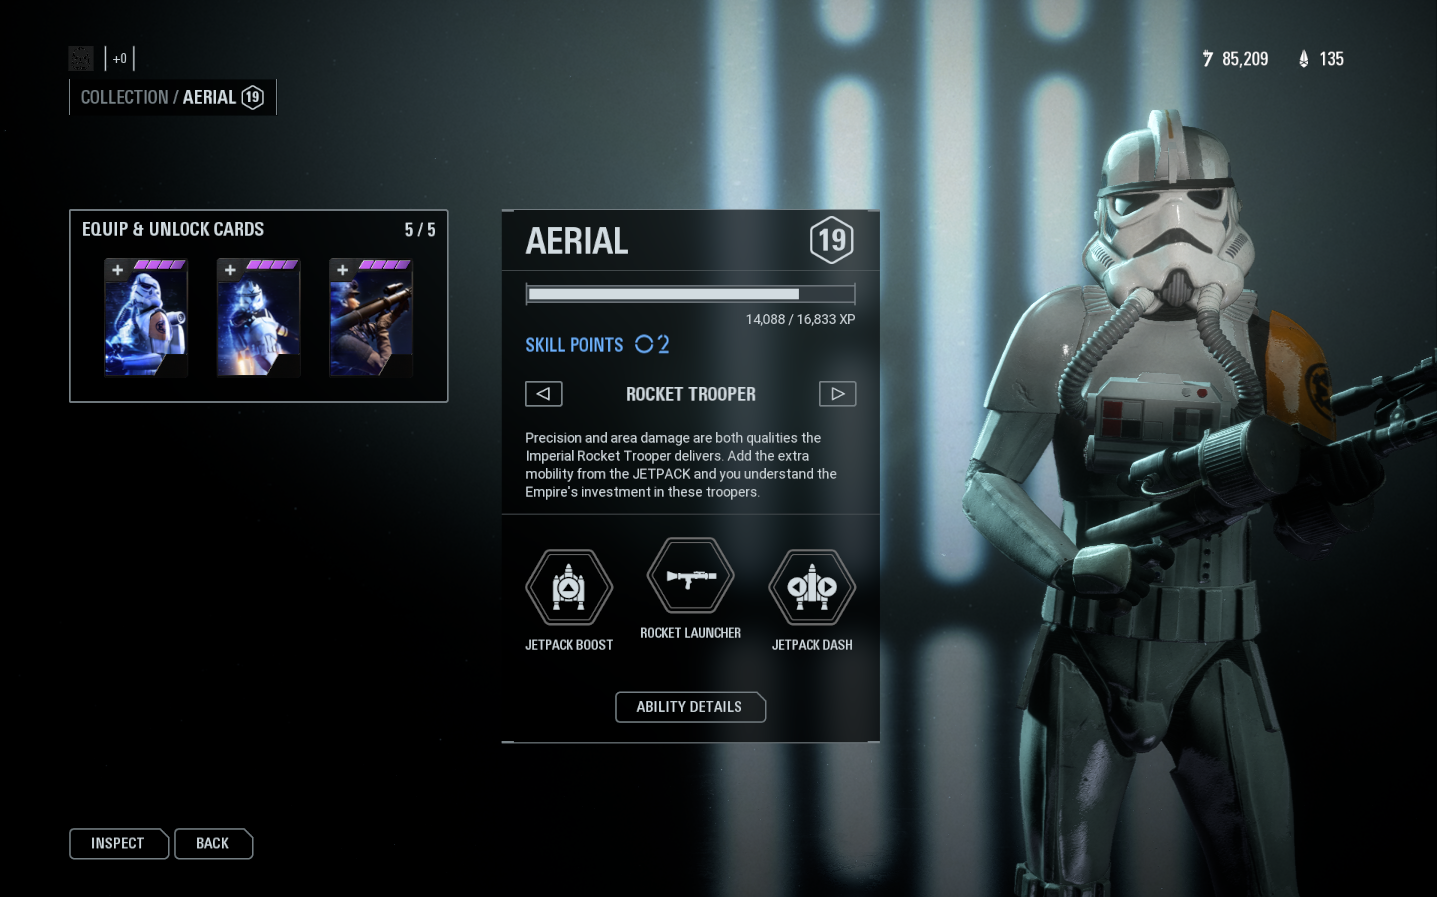 +0
COLLECTION / AERIAL 19
85,209 135
EQUIP & UNLOCK CARDS 5 / 5
AERIAL 19
14,088 / 16,833 XP
SKILL POINTS 2
ROCKET TROOPER
Precision and area damage are both qualities the
Imperial Rocket Trooper delivers. Add the extra
mobility from the JETPACK and you understand the
Empire's investment in these troopers.
JETPACK BOOST
ROCKET LAUNCHER
JETPACK DASH
ABILITY DETAILS
INSPECT BACK